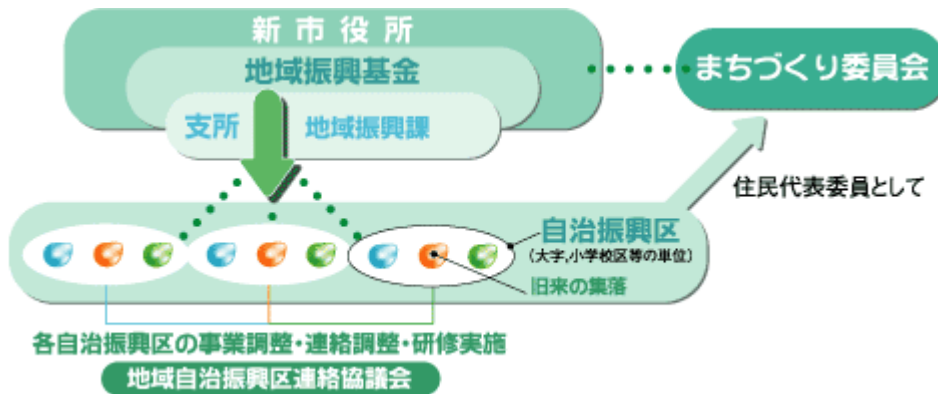 新市役所
地域振興基金
まちづくり委員会
支所
地域振興課
住民代表委員として
自治振興区
(大字,小学校区等の単位)
旧来の集落
各自治振興区の事業調整・連絡調整・研修実施
地域自治振興区連絡協議会